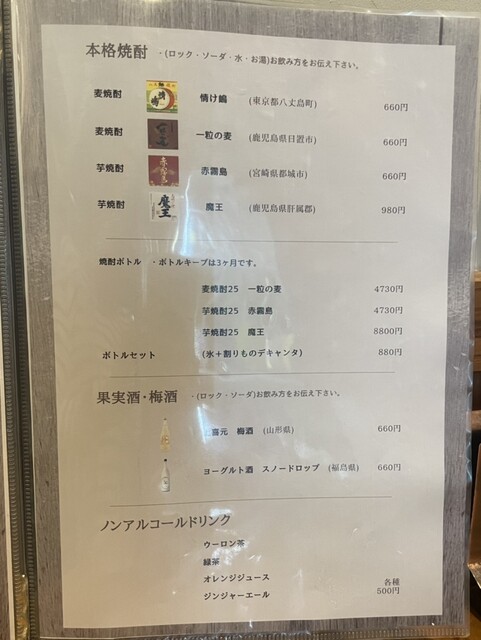 本格焼酎 ・(ロック・ソーダ・水・お湯)お飲み方をお伝え下さい。
麦焼酎 情け嶋 (東京都八丈島町) 660円
麦焼酎 一粒の麦 (鹿児島県日置市) 660円
芋焼酎 赤霧島 赤霧島 (宮崎県都城市) 660円
芋焼酎 魔王 魔王 (鹿児島県肝属郡) 980円
焼酎ボトル ・ボトルキープは3ヶ月です。
麦焼酎25 一粒の麦 4730円
芋焼酎25 赤霧島 4730円
芋焼酎25 魔王 8800円
ボトルセット (氷+割りものデキャンタ) 880円
果実酒・梅酒 ・(ロック・ソーダ)お飲み方をお伝え下さい。
喜元 梅酒 (山形県) 660円
ヨーグルト酒 スノードロップ (福島県) 660円
ノンアルコールドリンク
ウーロン茶
緑茶
オレンジジュース 各種
ジンジャーエール 500円